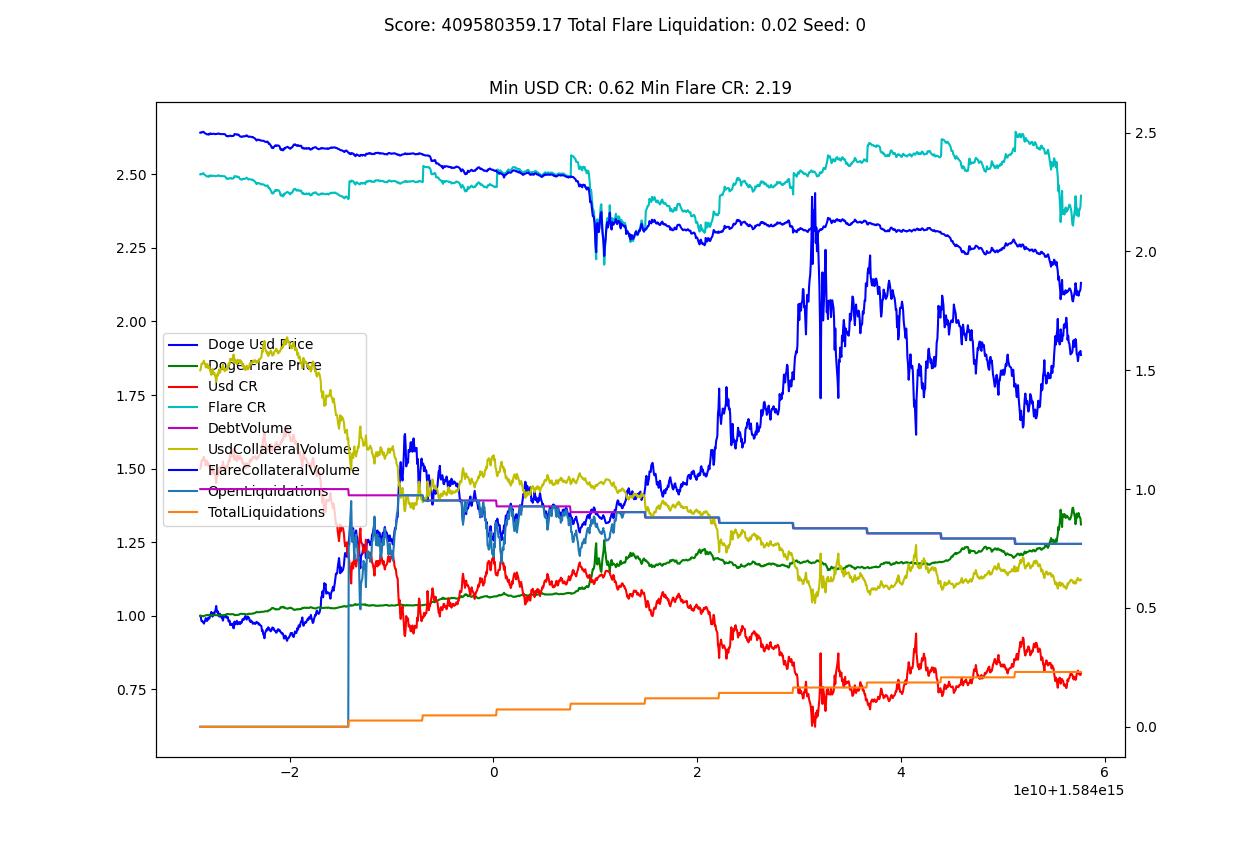 Score: 409580359.17 Total Flare Liquidation: 0.02 Seed: 0
Min USD CR: 0.62 Min Flare CR: 2.19
2.50
2.25
2.00
1.75
1.50
1.25
1.00
0.75
2.5
2.0
1.5
1.0
0.5
0.0
Doge Usd Price
Doge Flare Price
Usd CR
Flare CR
DebtVolume
UsdCollateralVolume
FlareCollateralVolume
OpenLiquidations
TotalLiquidations
−2
0
2
4
6
1e10+1.584e15